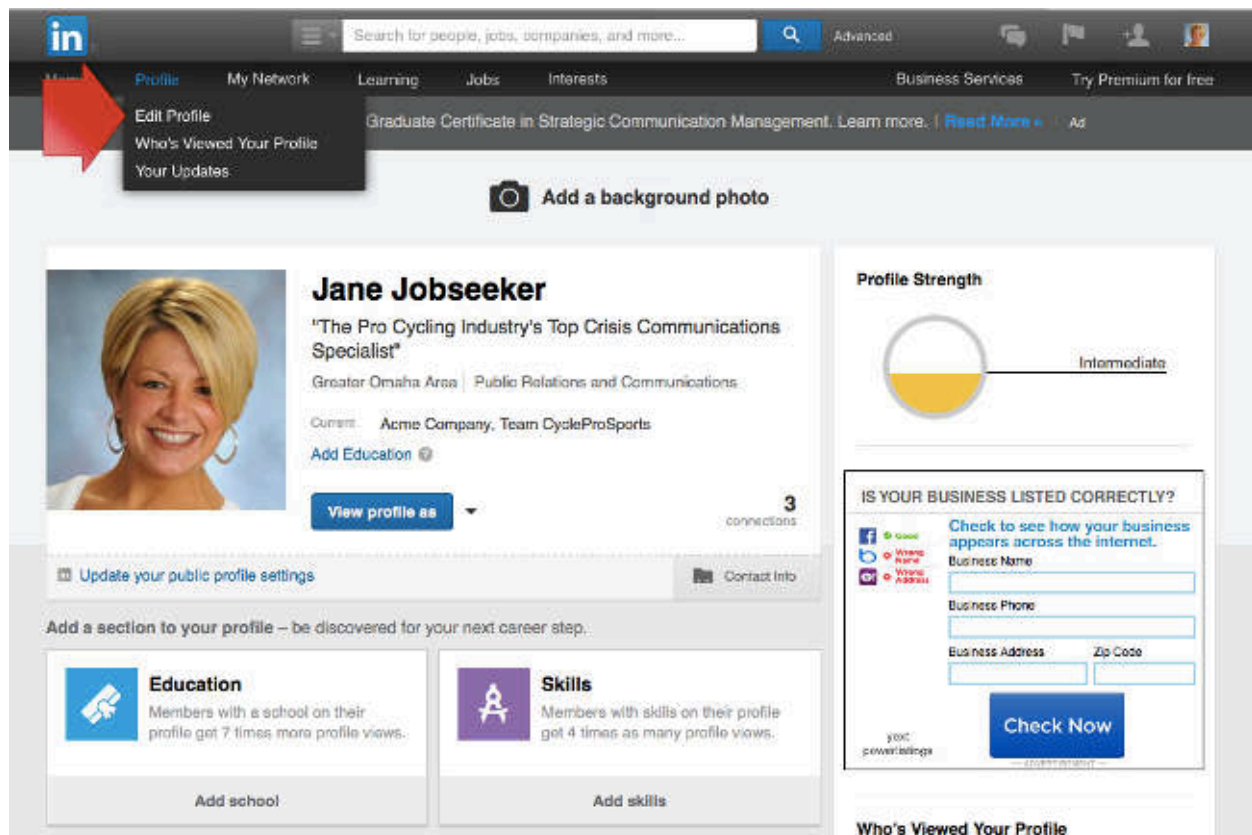 in
Search for people, jobs, companies, and more...
Advanced
Profile My Network Learning Jobs Interests Business Services Try Premium for free
Edit Profile
Who's Viewed Your Profile
Your Updates
Graduate Certificate in Strategic Communication Management. Learn more. | Read More » Ad
Add a background photo
Jane Jobseeker
"The Pro Cycling Industry's Top Crisis Communications
Specialist"
Greater Omaha Area | Public Relations and Communications
Current Acme Company, Team CycleProSports
Add Education ?
View profile as
3
connections
Update your public profile settings
Contact Info
Add a section to your profile – be discovered for your next career step.
Education
Members with a school on their
profile get 7 times more profile views.
Add school
Skills
Members with skills on their profile
get 4 times as many profile views.
Add skills
Profile Strength
Intermediate
IS YOUR BUSINESS LISTED CORRECTLY?
Check to see how your business
appears across the internet.
Good
Wrong
Name
Wrong
Address
Business Name
Business Phone
Business Address Zip Code
Check Now
yext
powerlistings
— ADVERTISEMENT —
Who's Viewed Your Profile